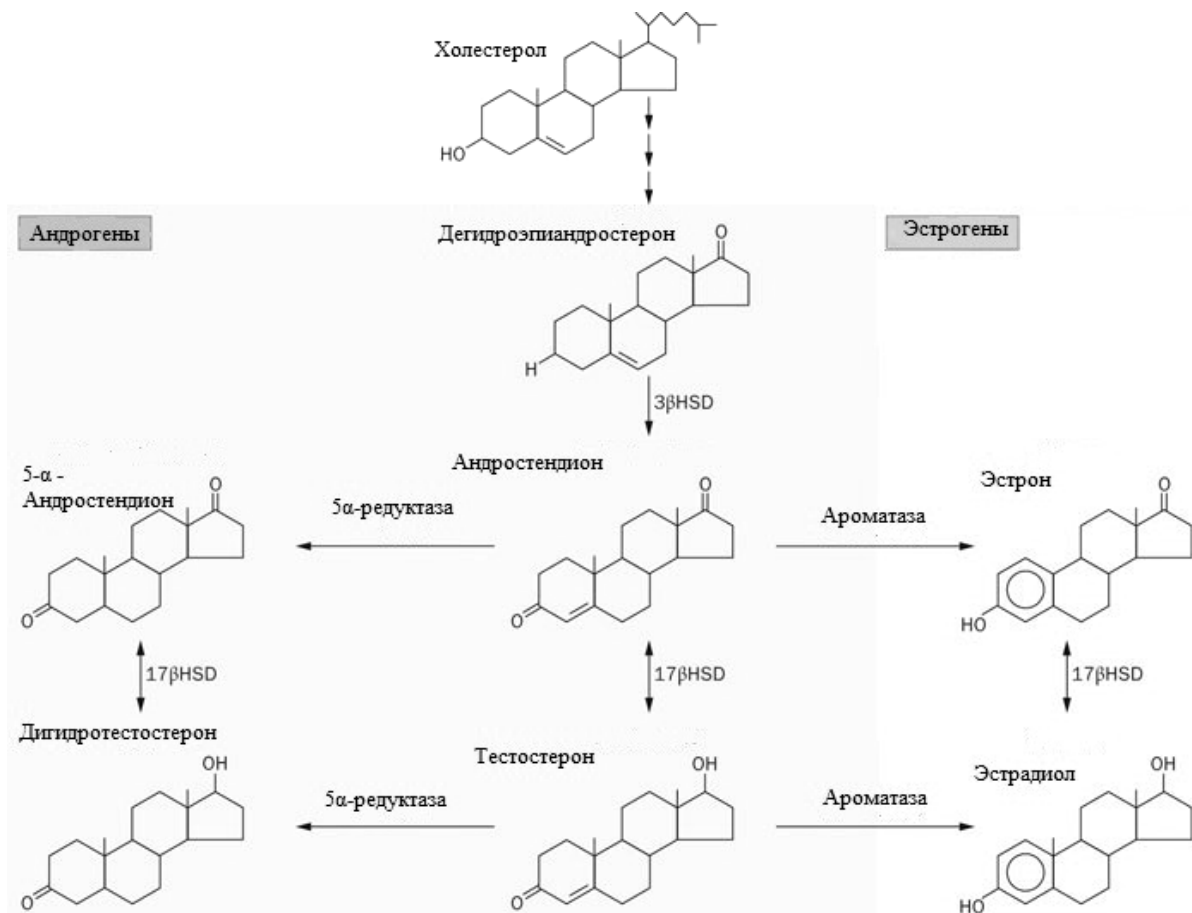 Холестерол
HO
Андрогены
Дегидроэпиандростерон
Эстрогены
O
H
3βHSD
5-α -
Андростендион
O
5α-редуктаза
Андростендион
O
Ароматаза
Эстрон
O
O
O
HO
17βHSD
17βHSD
17βHSD
Дигидротестостерон
OH
5α-редуктаза
Тестостерон
OH
Ароматаза
Эстрадиол
OH
O
O
HO